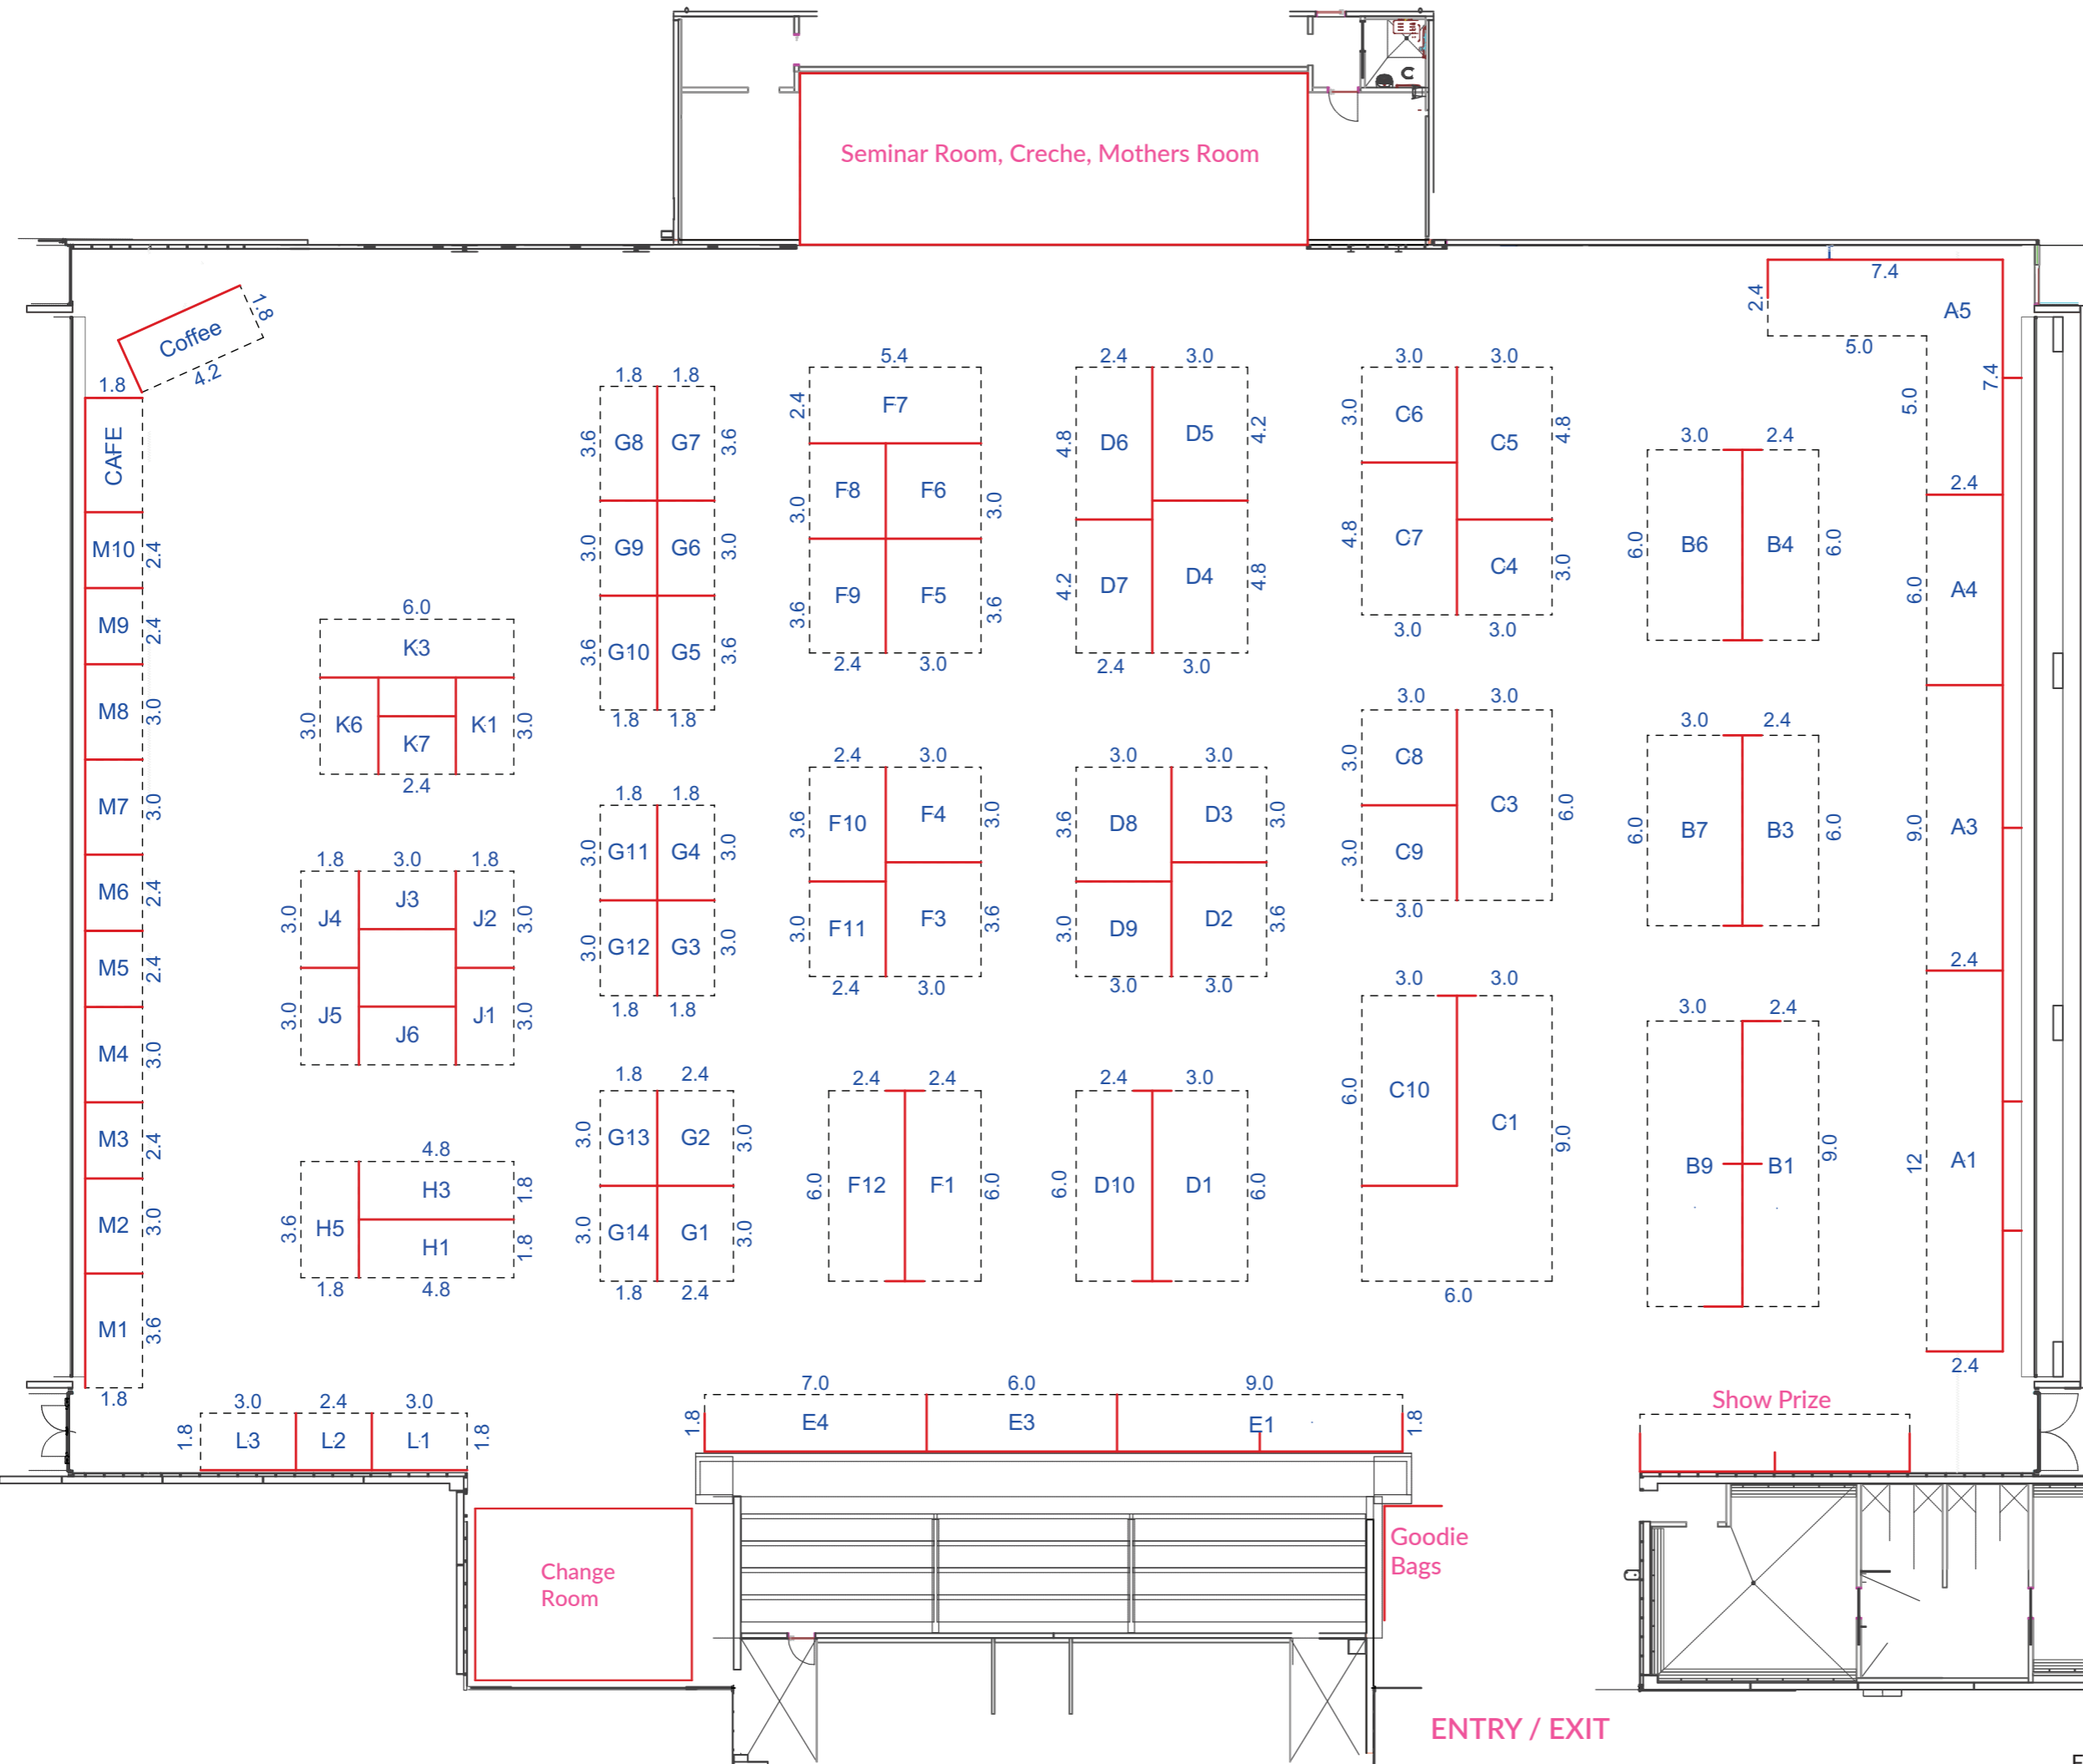 Seminar Room, Creche, Mothers Room
7.4
2.4
A5
5.0
7.4
5.0
2.4
1.8
Coffee
4.2
1.8
CAFE
M10
2.4
M9
2.4
M8
3.0
M7
3.0
M6
2.4
M5
2.4
M4
3.0
M3
2.4
M2
3.0
M1
3.6
1.8
6.0
K3
3.0
K6
K7
K1
3.0
2.4
1.8
3.0
1.8
3.0
J4
J3
J2
3.0
3.0
J5
J6
J1
3.0
4.8
H3
1.8
3.6
H5
H1
1.8
1.8
4.8
1.8
1.8
3.6
G8
G7
3.6
3.0
G9
G6
3.0
3.6
G10
G5
3.6
1.8
1.8
1.8
1.8
3.0
G11
G4
3.0
3.0
G12
G3
3.0
1.8
1.8
1.8
2.4
3.0
G13
G2
3.0
3.0
G14
G1
3.0
1.8
2.4
5.4
2.4
F7
3.0
F8
F6
3.0
3.6
F9
F5
3.6
2.4
3.0
2.4
3.0
3.6
F10
F4
3.0
3.0
F11
F3
3.6
2.4
3.0
2.4
2.4
6.0
F12
F1
6.0
2.4
3.0
4.8
D6
D5
4.2
4.2
D7
D4
4.8
2.4
3.0
3.0
3.0
3.6
D8
D3
3.0
3.0
D9
D2
3.6
3.0
3.0
2.4
3.0
6.0
D10
D1
6.0
3.0
3.0
3.0
C6
C5
4.8
4.8
C7
C4
3.0
3.0
3.0
3.0
3.0
3.0
C8
C3
6.0
3.0
C9
3.0
3.0
3.0
6.0
C10
C1
9.0
6.0
3.0
2.4
6.0
B6
B4
6.0
3.0
2.4
6.0
B7
B3
6.0
3.0
2.4
B9
B1
9.0
6.0
A4
9.0
A3
2.4
12
A1
2.4
3.0
2.4
3.0
1.8
L3
L2
L1
1.8
7.0
6.0
9.0
1.8
E4
E3
E1
1.8
Show Prize
Change
Room
Goodie
Bags
ENTRY / EXIT